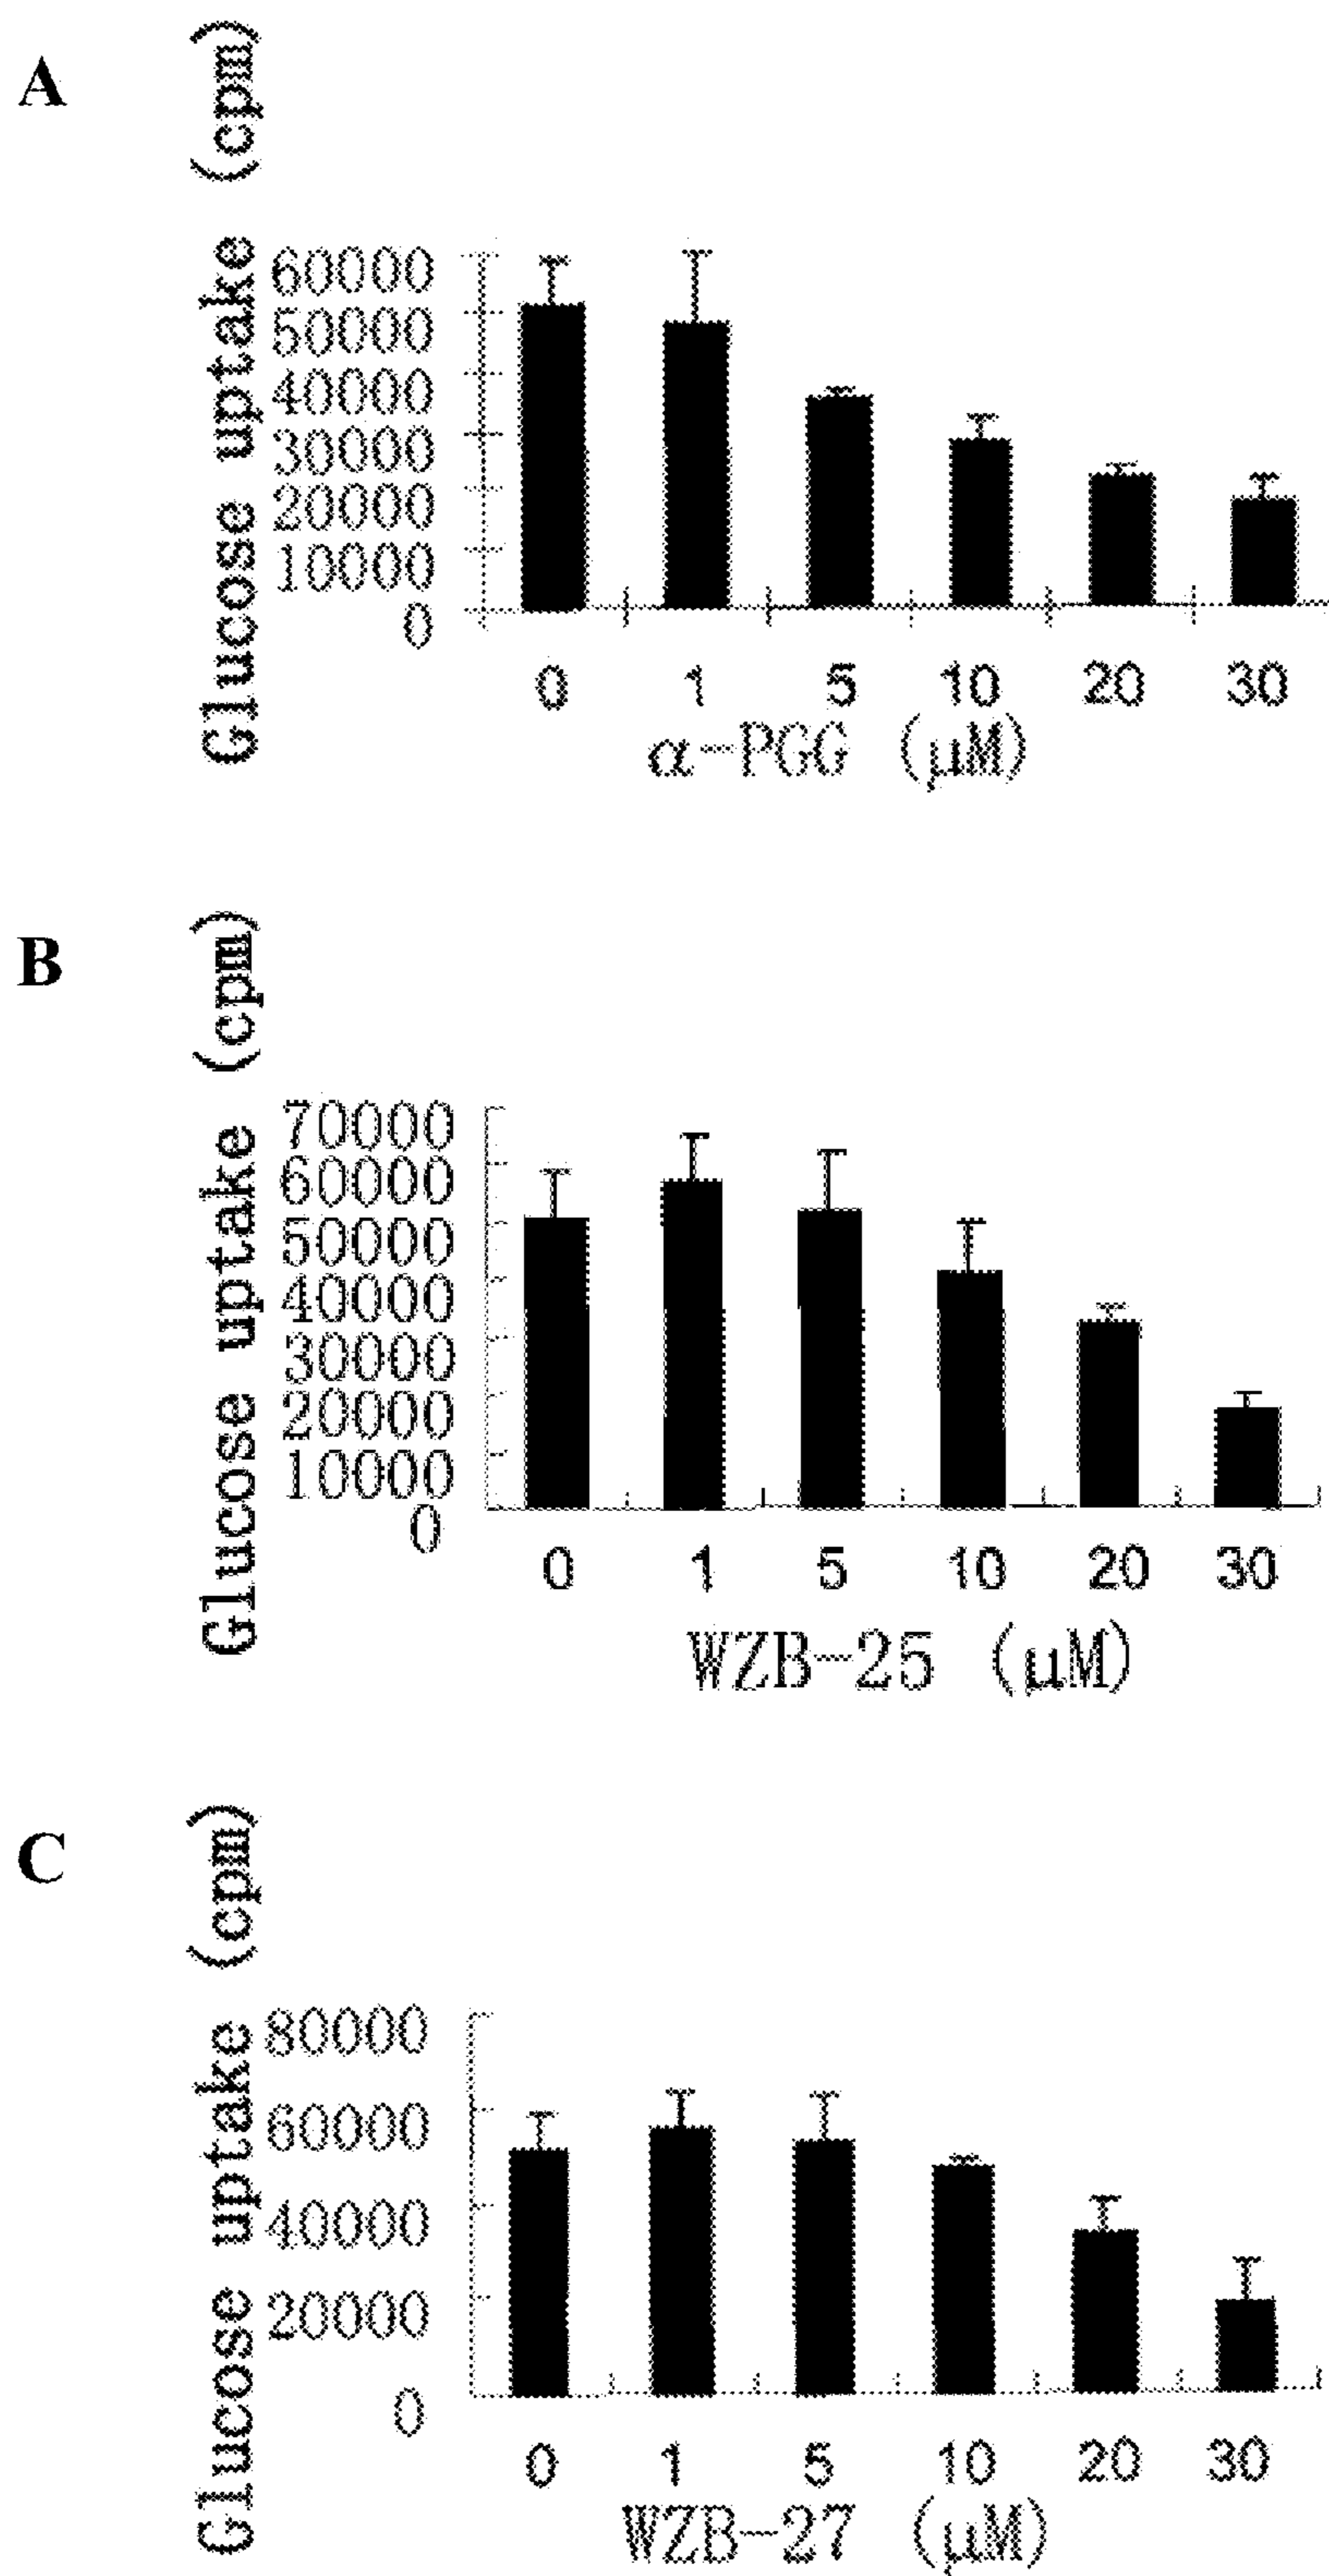 A
Glucose uptake (cpm)
60000
50000
40000
30000
20000
10000
0
0 1 5 10 20 30
α-PGG (μM)
B
Glucose uptake (cpm)
70000
60000
50000
40000
30000
20000
10000
0
0 1 5 10 20 30
WZB-25 (μM)
C
Glucose uptake (cpm)
80000
60000
40000
20000
0
0 1 5 10 20 30
WZB-27 (μM)